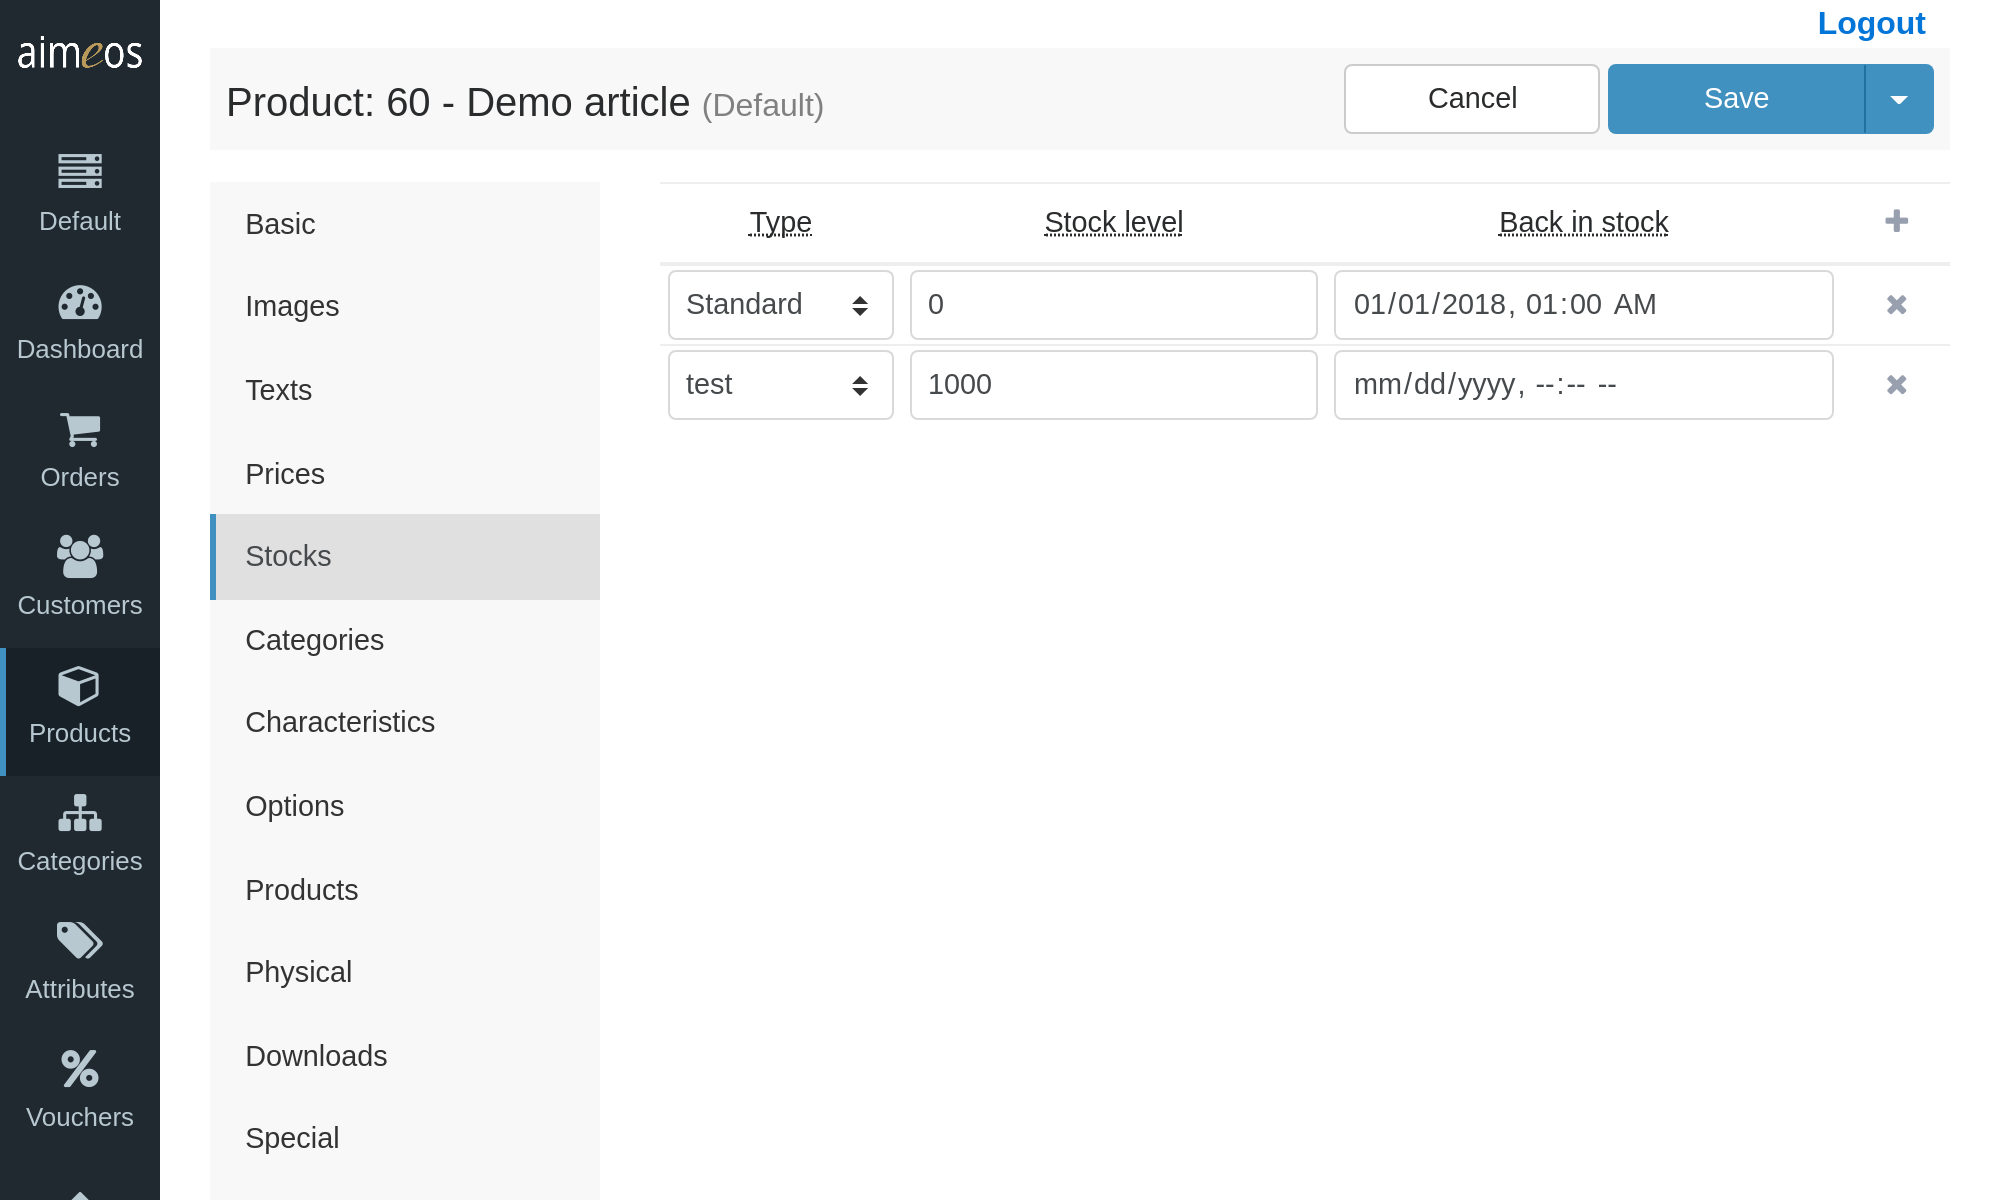 aimeos
Logout
Product: 60 - Demo article (Default)
Cancel
Save
Default
Dashboard
Orders
Customers
Products
Categories
Attributes
Vouchers
Basic
Images
Texts
Prices
Stocks
Categories
Characteristics
Options
Products
Physical
Downloads
Special
Type Stock level Back in stock
Standard 0 01/01/2018, 01:00 AM
test 1000 mm/dd/yyyy, --:-- --